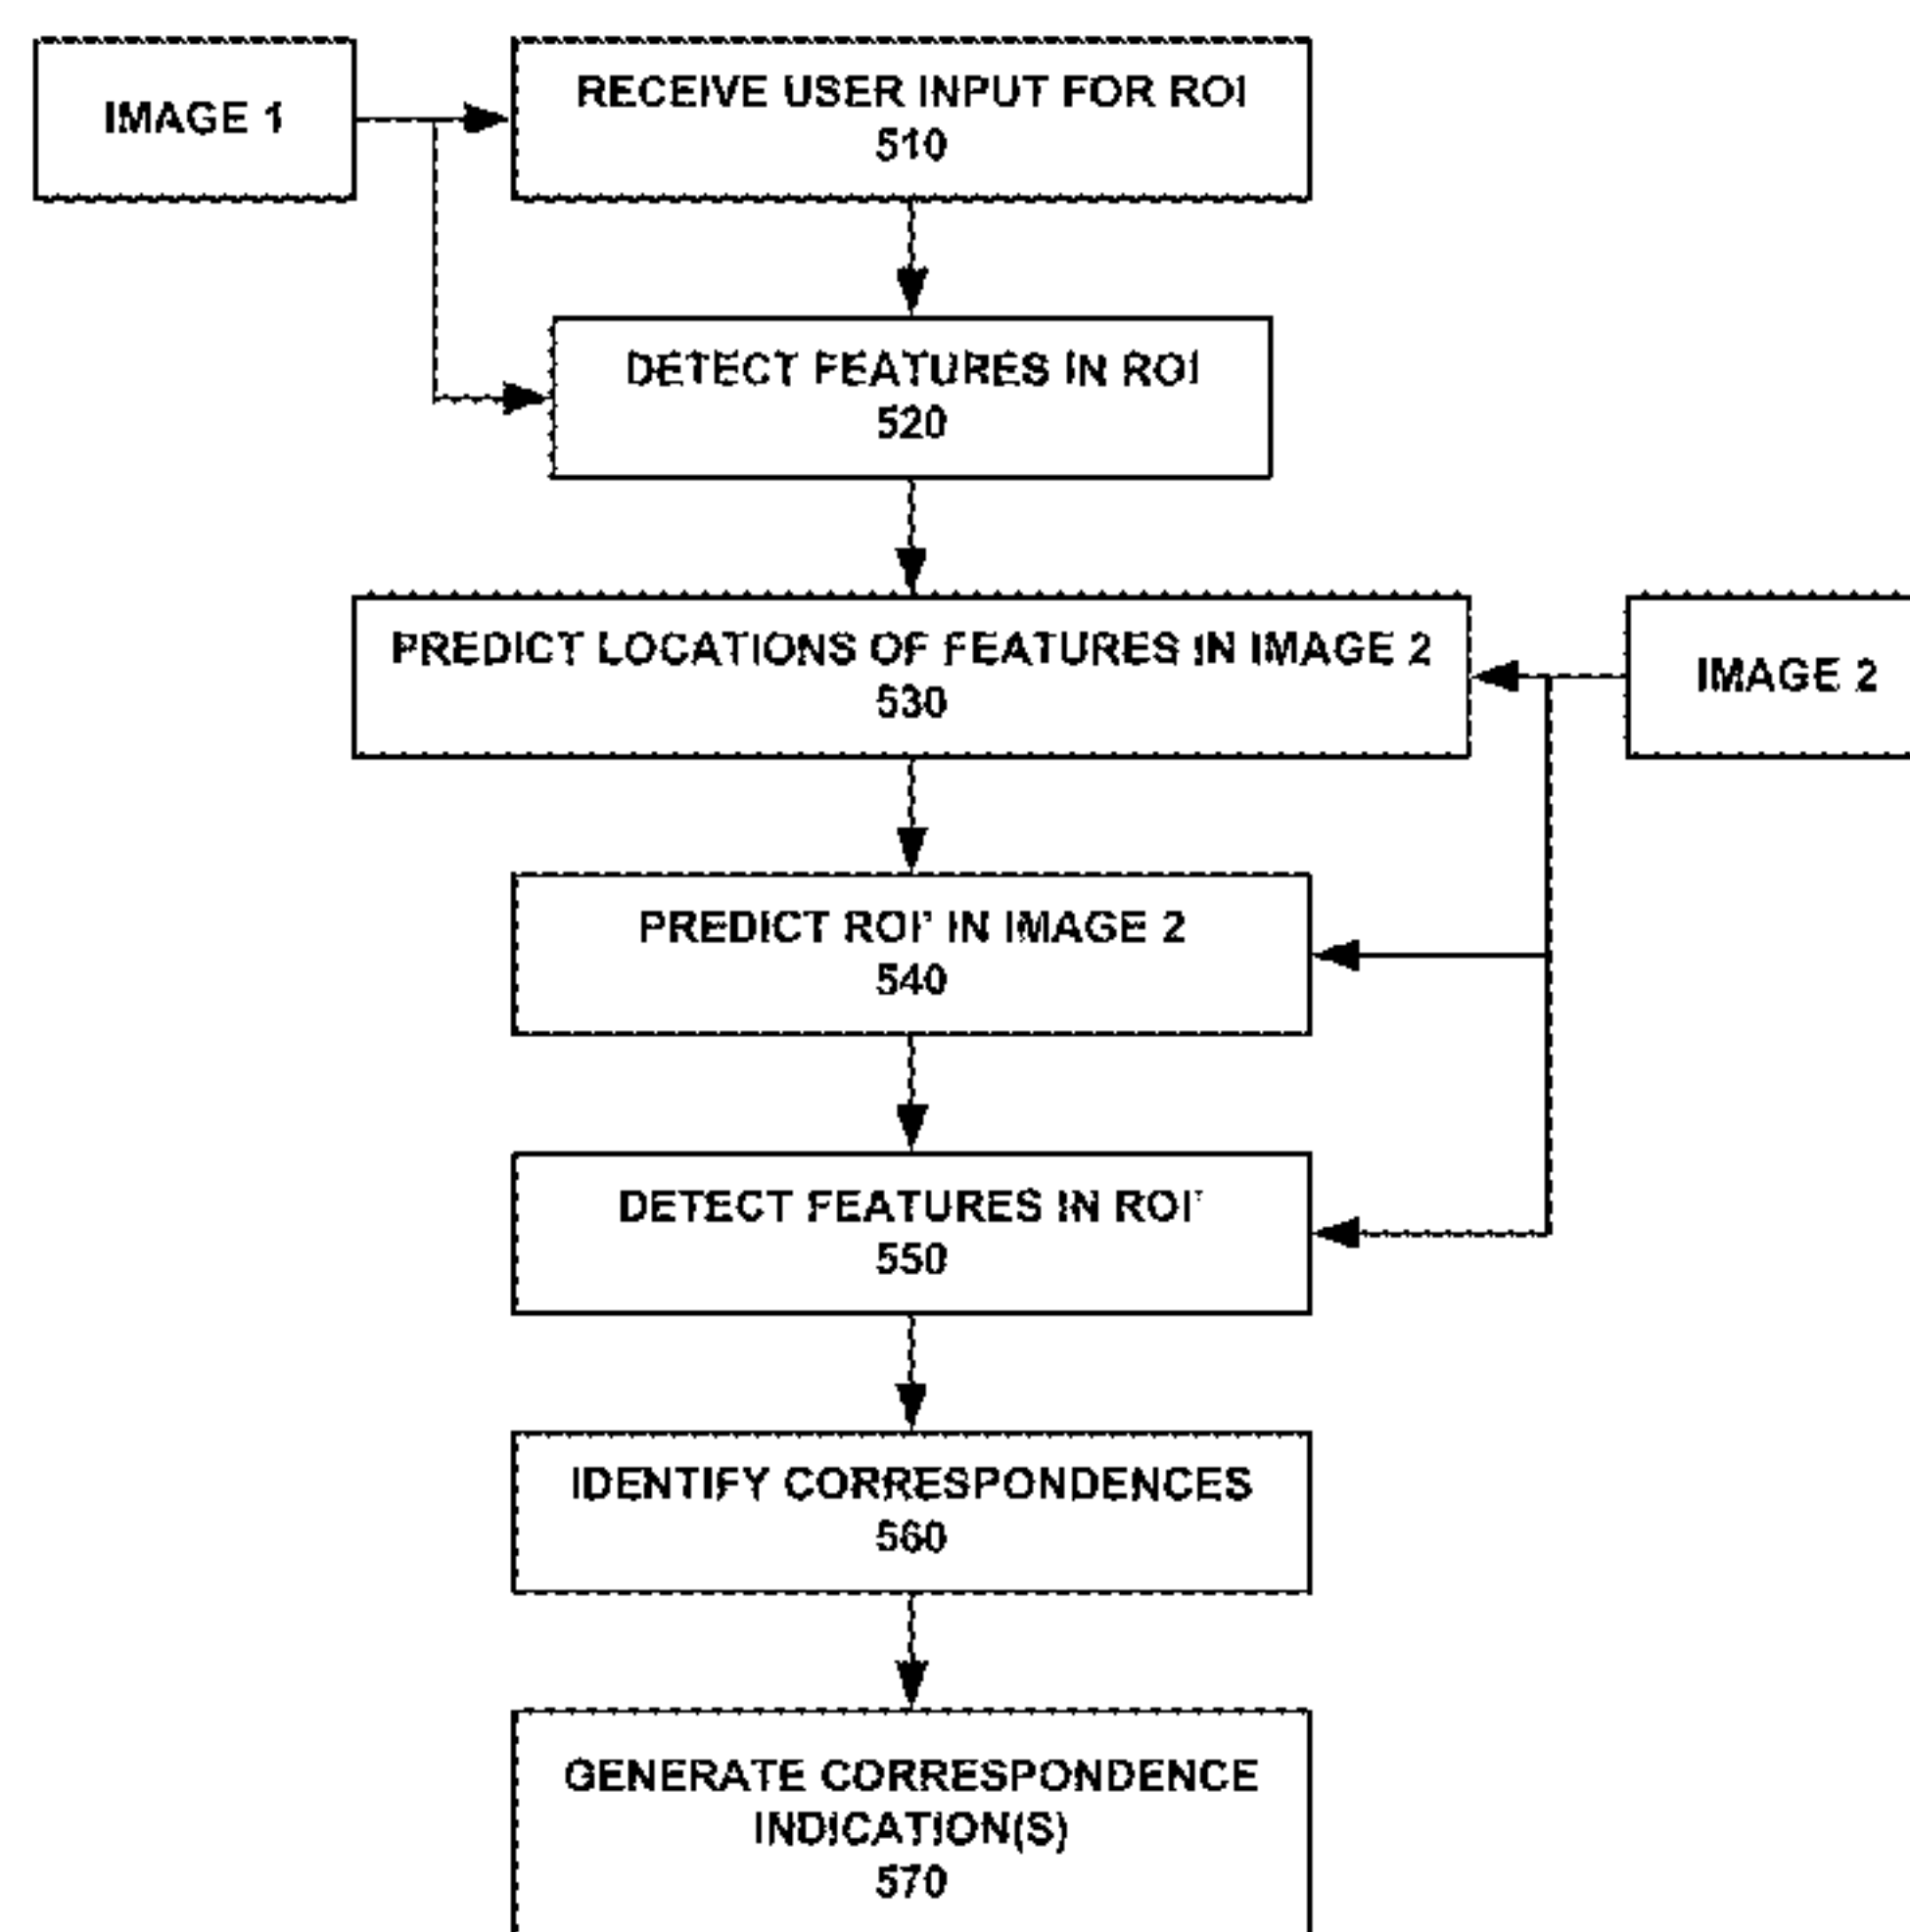 IMAGE 1
RECEIVE USER INPUT FOR ROI
510
DETECT FEATURES IN ROI
520
PREDICT LOCATIONS OF FEATURES IN IMAGE 2
530
IMAGE 2
PREDICT ROI' IN IMAGE 2
540
DETECT FEATURES IN ROI'
550
IDENTIFY CORRESPONDENCES
560
GENERATE CORRESPONDENCE
INDICATION(S)
570